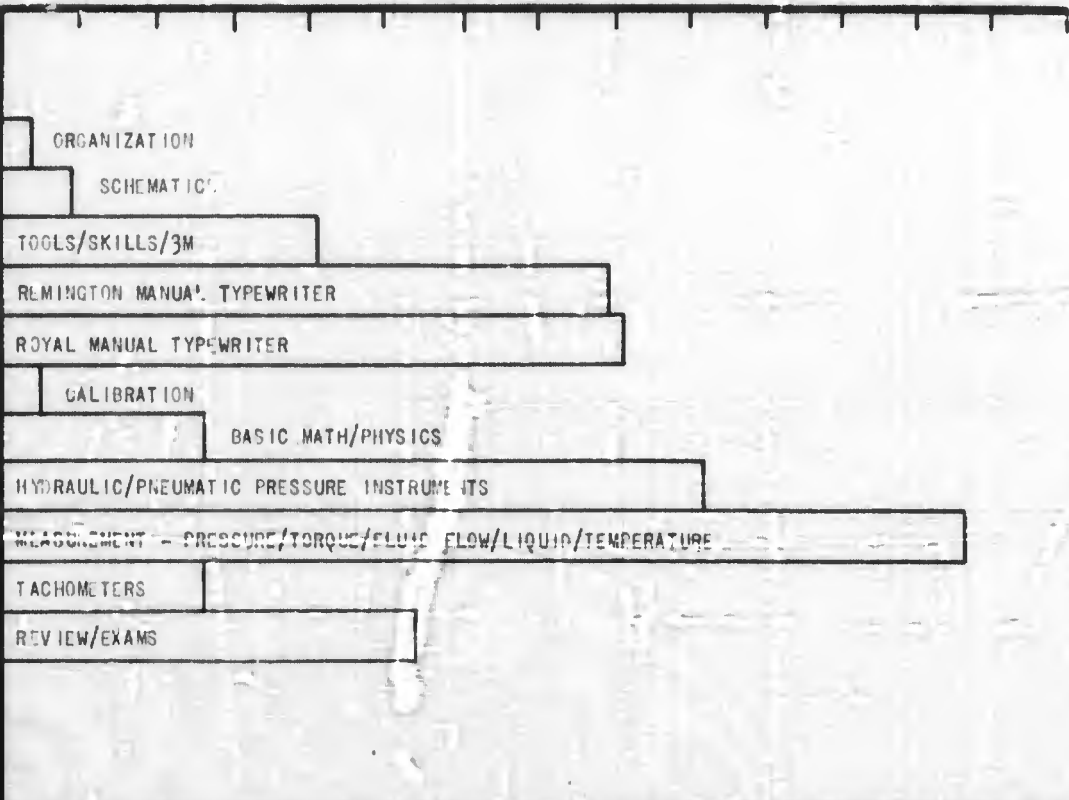 ORGANIZATION
SCHEMATICS
TOOLS/SKILLS/3M
REMINGTON MANUAL TYPEWRITER
ROYAL MANUAL TYPEWRITER
CALIBRATION
BASIC MATH/PHYSICS
HYDRAULIC/PNEUMATIC PRESSURE INSTRUMENTS
MEASUREMENT - PRESSURE/TORQUE/FLUID FLOW/LIQUID/TEMPERATURE
TACHOMETERS
REVIEW/EXAMS